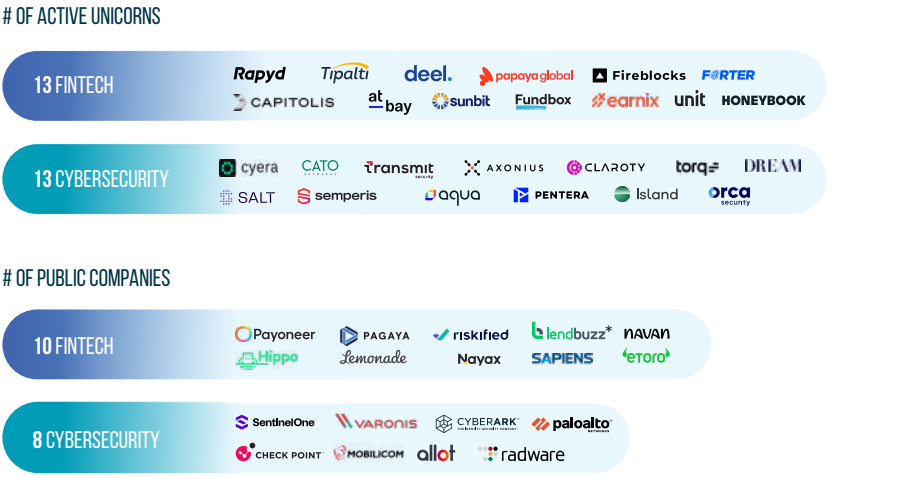 # OF ACTIVE UNICORNS
13 FINTECH
Rapyd Tipalti deel. papaya global Fireblocks FORTER
CAPITOLIS at bay sunbit Fundbox earnix unit HONEYBOOK
13 CYBERSECURITY
cyera CATO NETWORKS Transmit security AXONIUS CLAROTY torq DREAM
SALT semperis aqua PENTERA island orca security
# OF PUBLIC COMPANIES
10 FINTECH
Payoneer PAGAYA riskified lendbuzz* NAVAN
Hippo Lemonade Nayax SAPIENS eTORO
8 CYBERSECURITY
SentinelOne VARONIS CYBERARK paloalto NETWORKS
CHECK POINT MOBILICOM allot radware